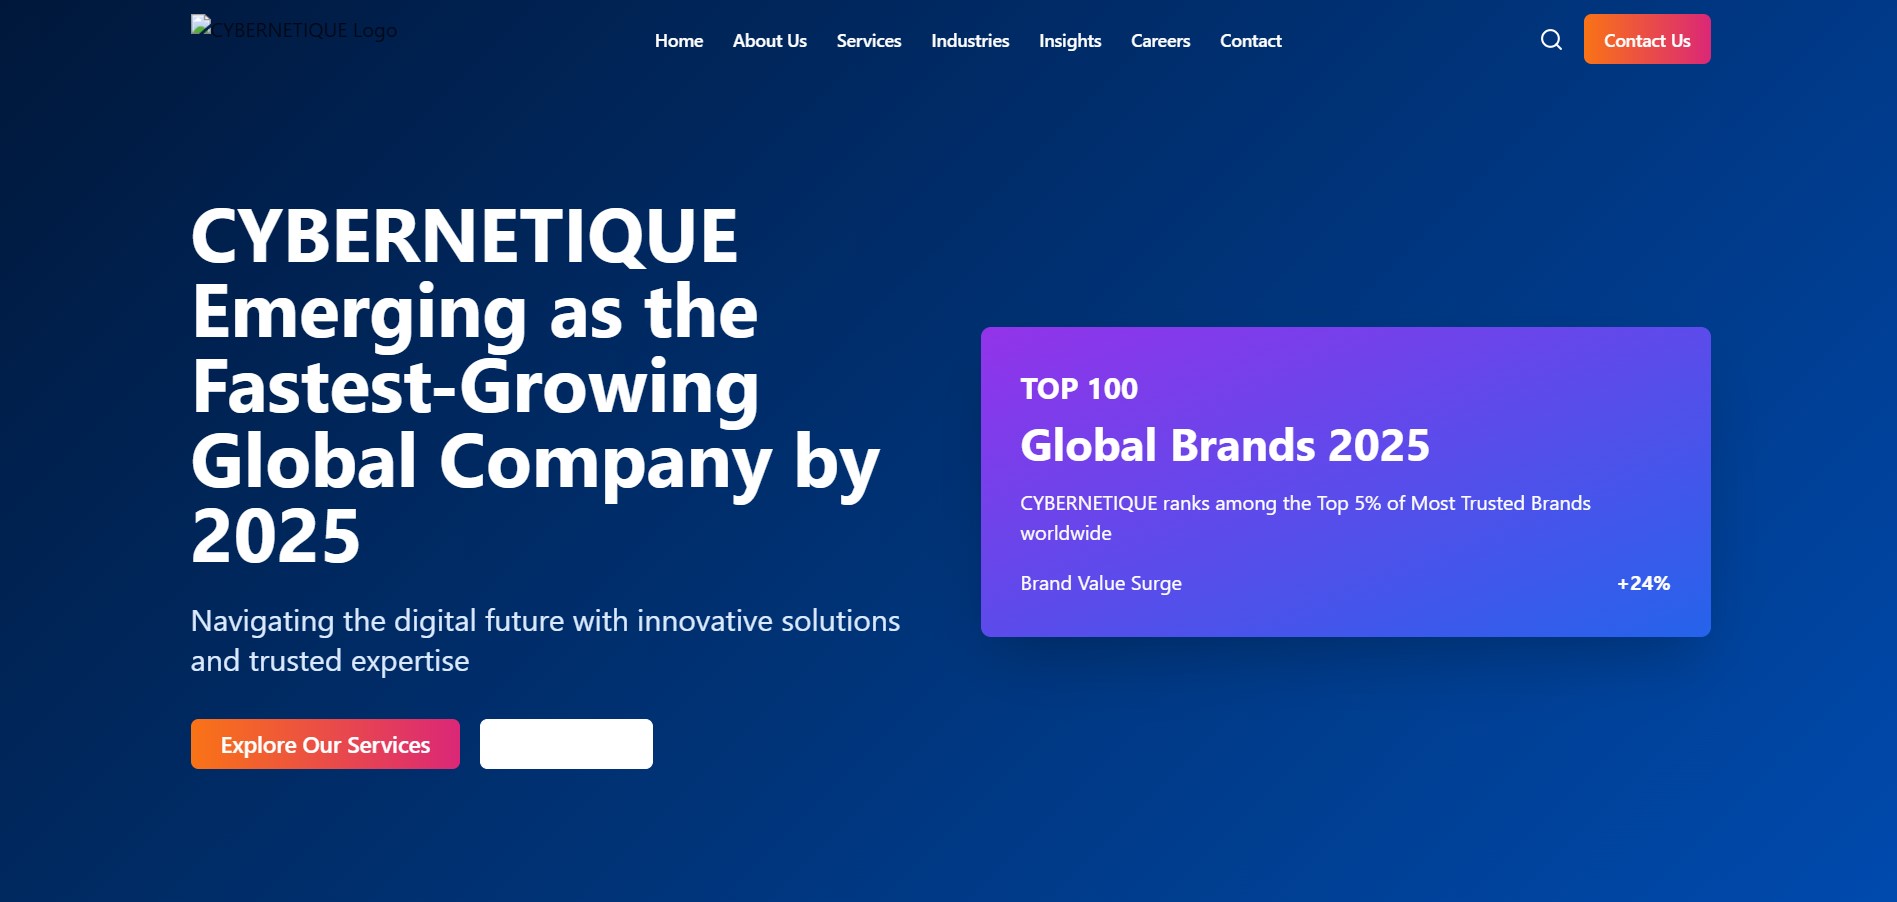 CYBERNETIQUE Logo
Home
About Us
Services
Industries
Insights
Careers
Contact
Contact Us
CYBERNETIQUE
Emerging as the
Fastest-Growing
Global Company by
2025
Navigating the digital future with innovative solutions
and trusted expertise
Explore Our Services
TOP 100
Global Brands 2025
CYBERNETIQUE ranks among the Top 5% of Most Trusted Brands
worldwide
Brand Value Surge
+24%